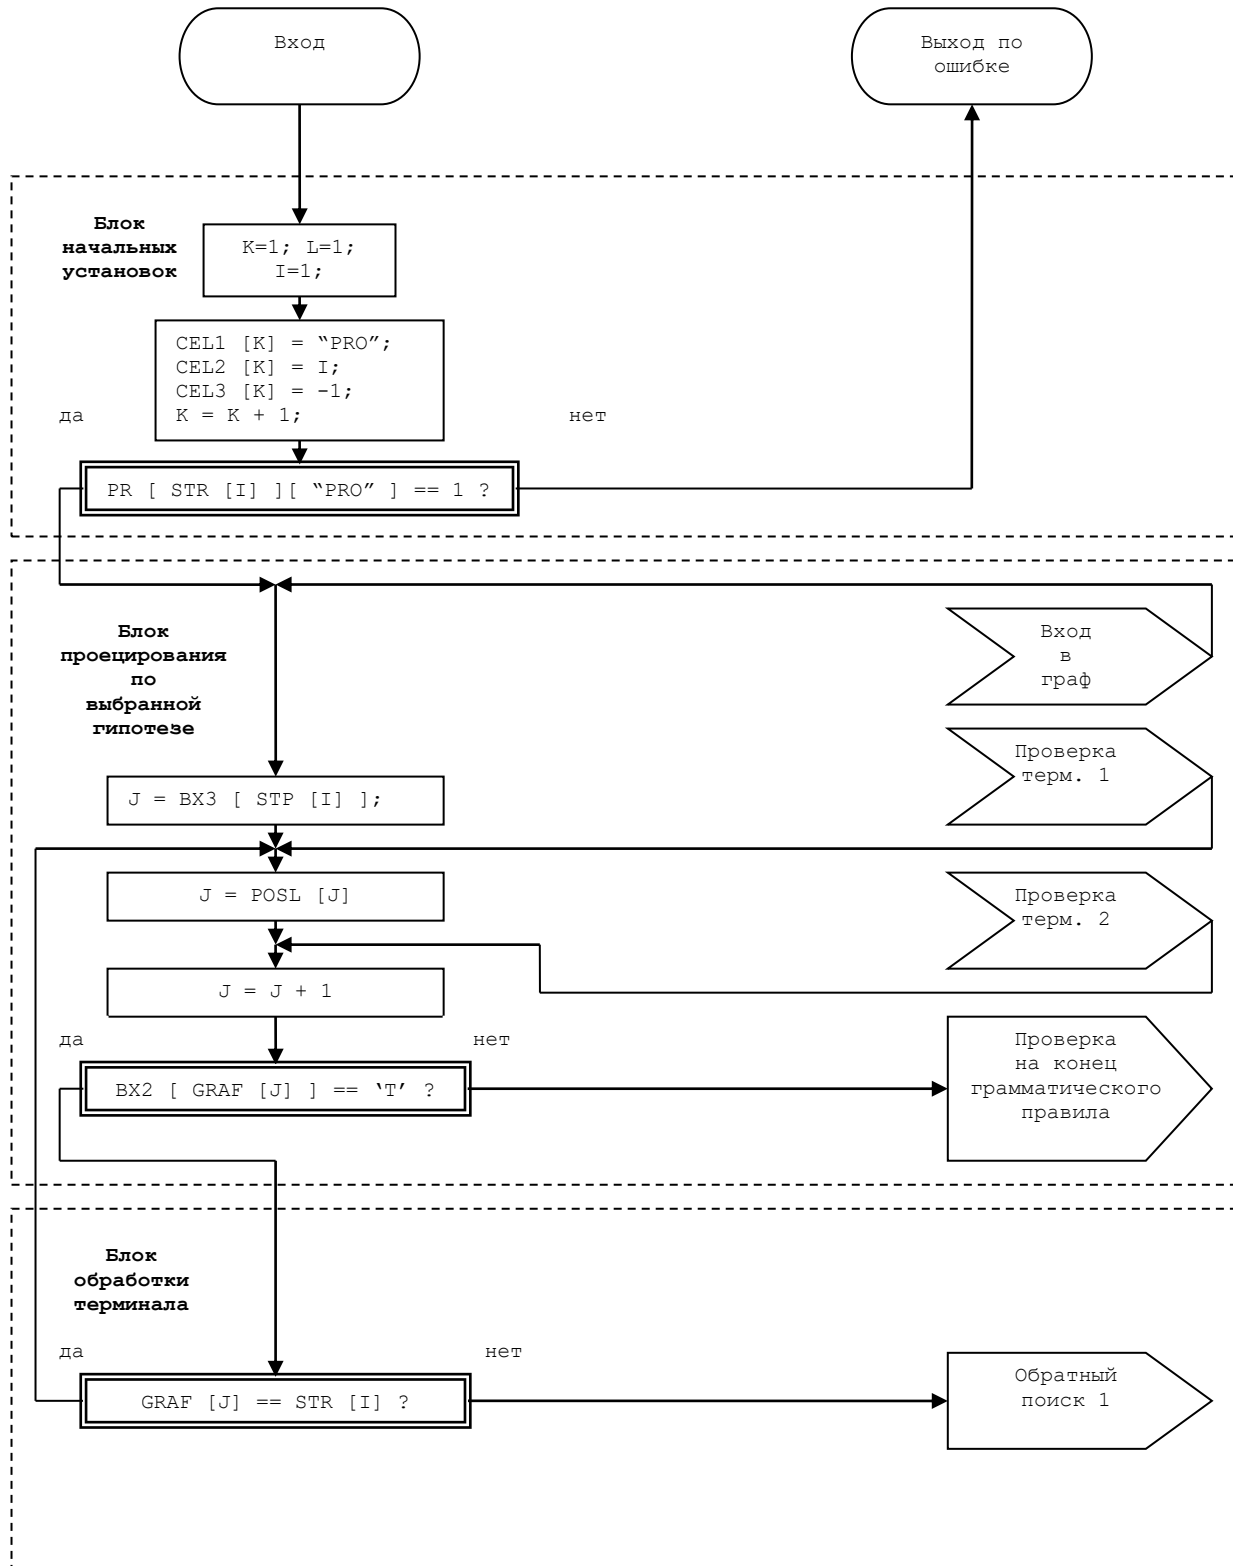 Вход
Выход по
ошибке
Блок
начальных
установок
K=1; L=1;
I=1;
CEL1 [K] = “PRO”;
CEL2 [K] = I;
CEL3 [K] = -1;
K = K + 1;
да
нет
PR [ STR [I] ][ “PRO” ] == 1 ?
Блок
проецирования
по
выбранной
гипотезе
Вход
в
граф
Проверка
терм. 1
J = BX3 [ STP [I] ];
J = POSL [J]
Проверка
терм. 2
J = J + 1
да
нет
BX2 [ GRAF [J] ] == ‘T’ ?
Проверка
на конец
грамматического
правила
Блок
обработки
терминала
да
нет
GRAF [J] == STR [I] ?
Обратный
поиск 1